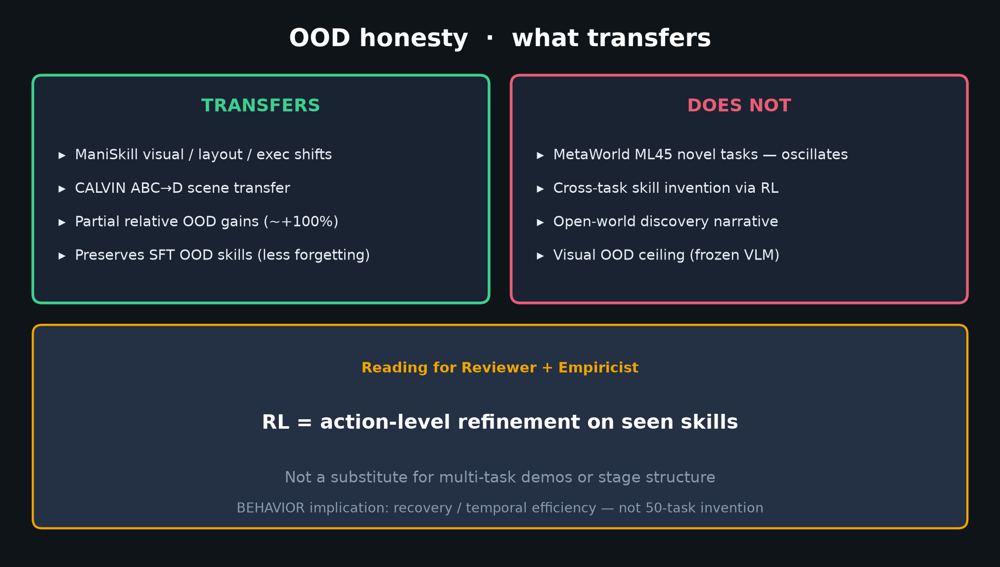 OOD honesty · what transfers
TRANSFERS
▸ ManiSkill visual / layout / exec shifts
▸ CALVIN ABC→D scene transfer
▸ Partial relative OOD gains (~+100%)
▸ Preserves SFT OOD skills (less forgetting)
DOES NOT
▸ MetaWorld ML45 novel tasks — oscillates
▸ Cross-task skill invention via RL
▸ Open-world discovery narrative
▸ Visual OOD ceiling (frozen VLM)
Reading for Reviewer + Empiricist
RL = action-level refinement on seen skills
Not a substitute for multi-task demos or stage structure
BEHAVIOR implication: recovery / temporal efficiency — not 50-task invention